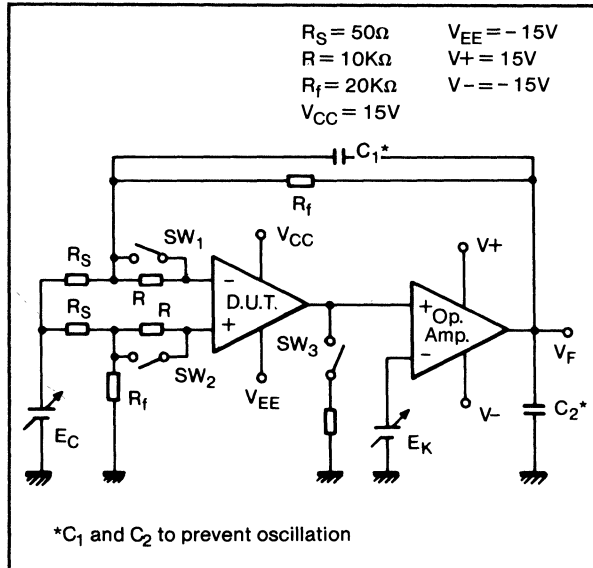 R_S = 50Ω V_EE = − 15V
R = 10KΩ V+ = 15V
R_f = 20KΩ V− = − 15V
V_CC = 15V
C_1*
R_f
R_S
SW_1
V_CC
V+
R
−
D.U.T.
+
R_S
R
+
Op.
Amp.
−
V_F
SW_2
SW_3
R_f
V_EE
V−
C_2*
E_C
E_K
*C_1 and C_2 to prevent oscillation